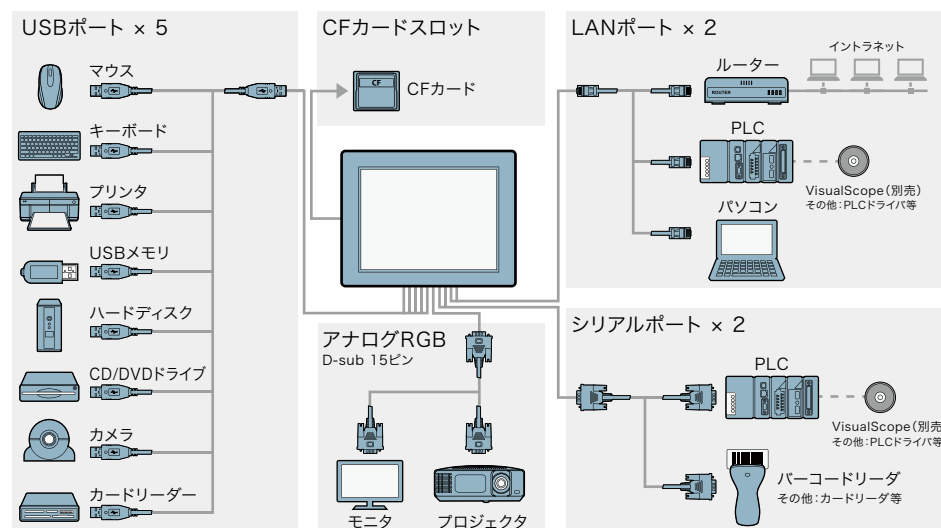 USBポート × 5
マウス
キーボード
プリンタ
USBメモリ
ハードディスク
CD/DVDドライブ
カメラ
カードリーダー
CFカードスロット
CF
CFカード
アナログRGB
D-sub 15ピン
モニタ
プロジェクタ
LANポート × 2
イントラネット
ルーター
ROUTER
PLC
VisualScope(別売)
その他:PLCドライバ等
パソコン
シリアルポート × 2
PLC
VisualScope(別売
その他:PLCドライバ等
バーコードリーダ
その他:カードリーダ等